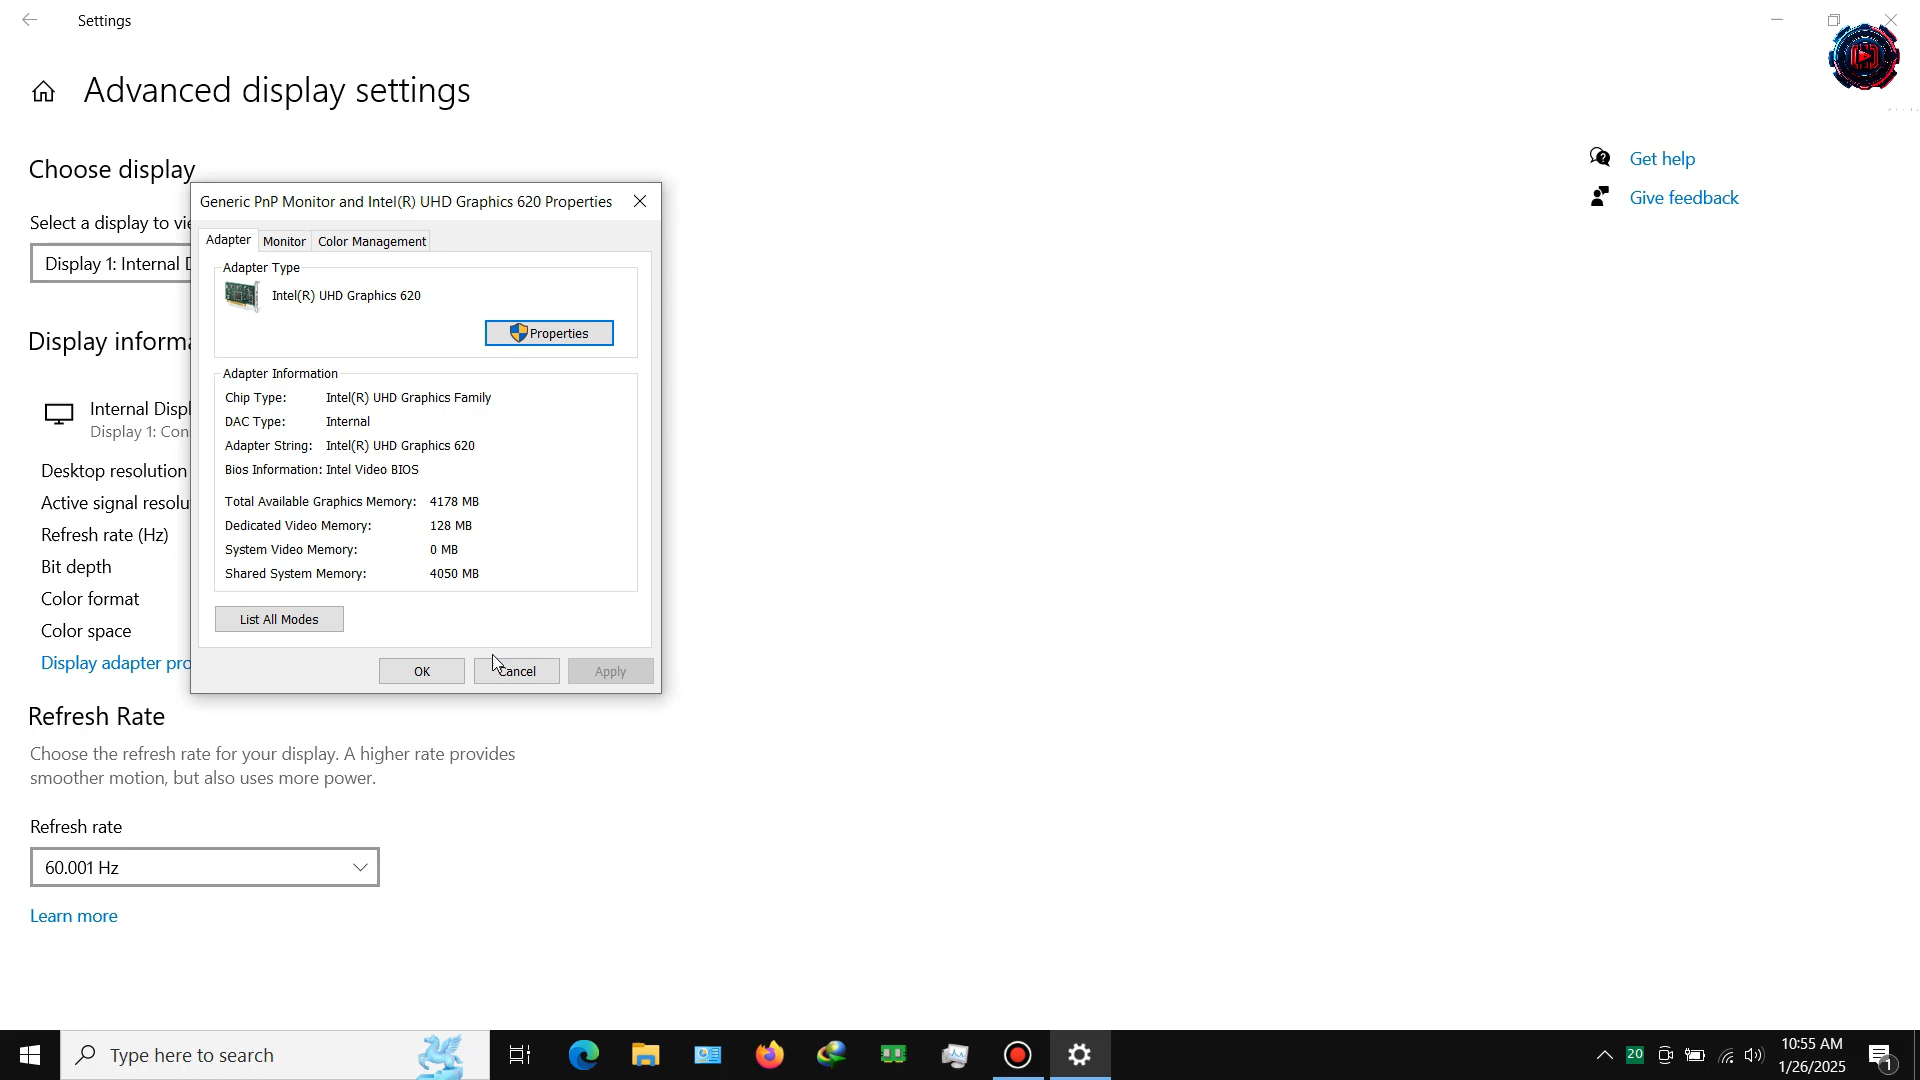 Settings
Advanced display settings
Choose display
Get help
Give feedback
Select a display to vie
Display 1: Internal D
Generic PnP Monitor and Intel(R) UHD Graphics 620 Properties
Adapter
Monitor
Color Management
Adapter Type
Intel(R) UHD Graphics 620
Properties
Adapter Information
Chip Type: Intel(R) UHD Graphics Family
DAC Type: Internal
Adapter String: Intel(R) UHD Graphics 620
Bios Information: Intel Video BIOS
Total Available Graphics Memory: 4178 MB
Dedicated Video Memory: 128 MB
System Video Memory: 0 MB
Shared System Memory: 4050 MB
List All Modes
OK
Cancel
Apply
Display informa
Internal Displ
Display 1: Con
Desktop resolution
Active signal resolu
Refresh rate (Hz)
Bit depth
Color format
Color space
Display adapter pro
Refresh Rate
Choose the refresh rate for your display. A higher rate provides
smoother motion, but also uses more power.
Refresh rate
60.001 Hz
Learn more
Type here to search
20
10:55 AM
1/26/2025
1